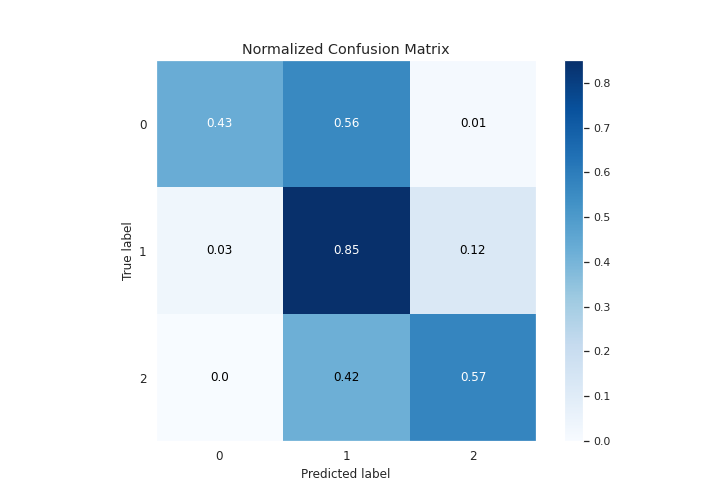 Normalized Confusion Matrix
0 0.43 0.56 0.01
1 0.03 0.85 0.12
2 0.0 0.42 0.57
0 1 2
True label
Predicted label
0.8
0.7
0.6
0.5
0.4
0.3
0.2
0.1
0.0